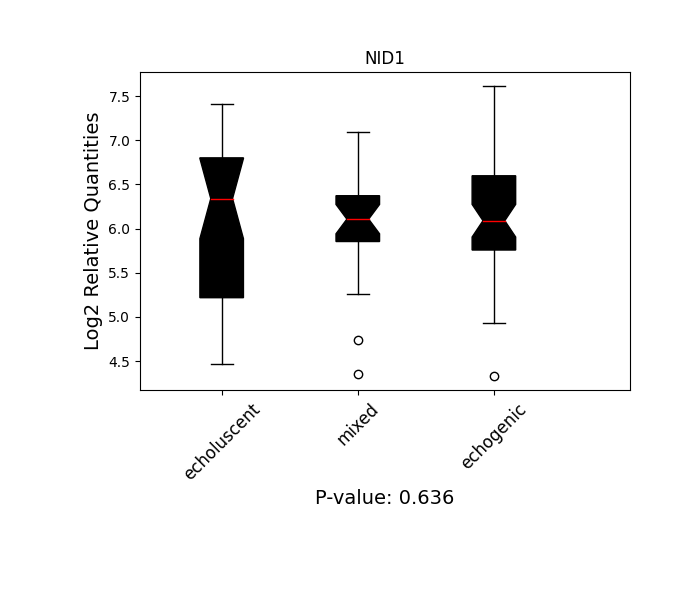 NID1
Log2 Relative Quantities
7.5
7.0
6.5
6.0
5.5
5.0
4.5
echoluscent
mixed
echogenic
P-value: 0.636